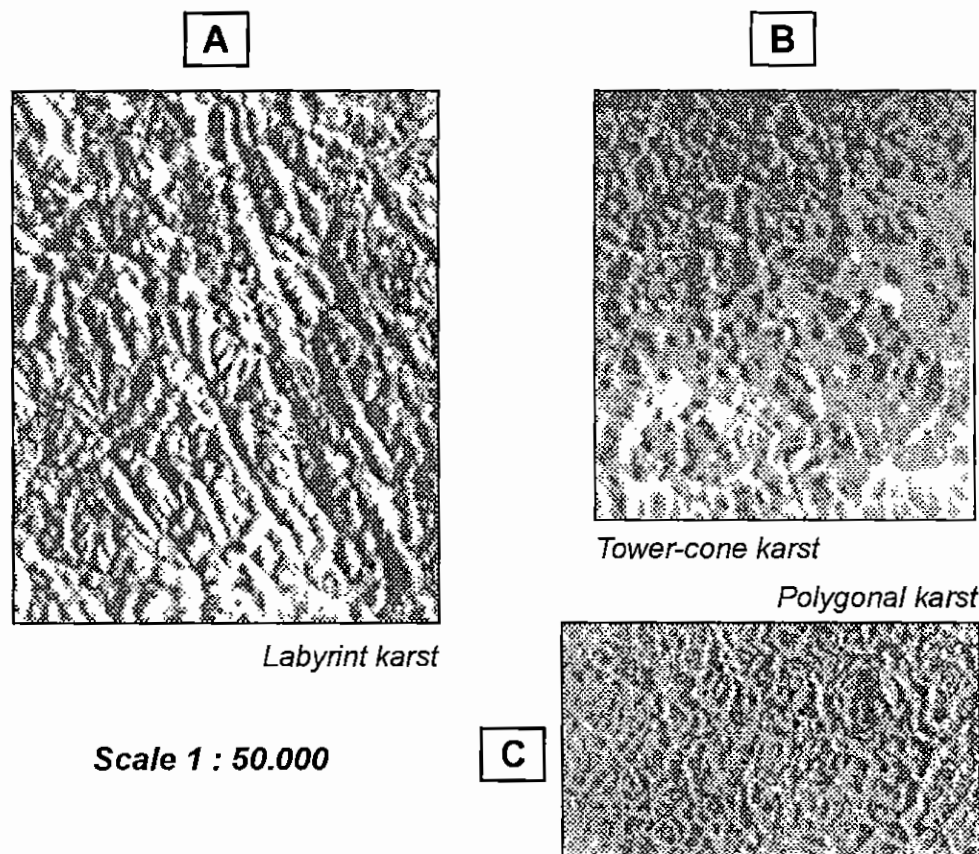 A
B
Labyrint karst
Tower-cone karst
Polygonal karst
Scale 1 : 50.000
C